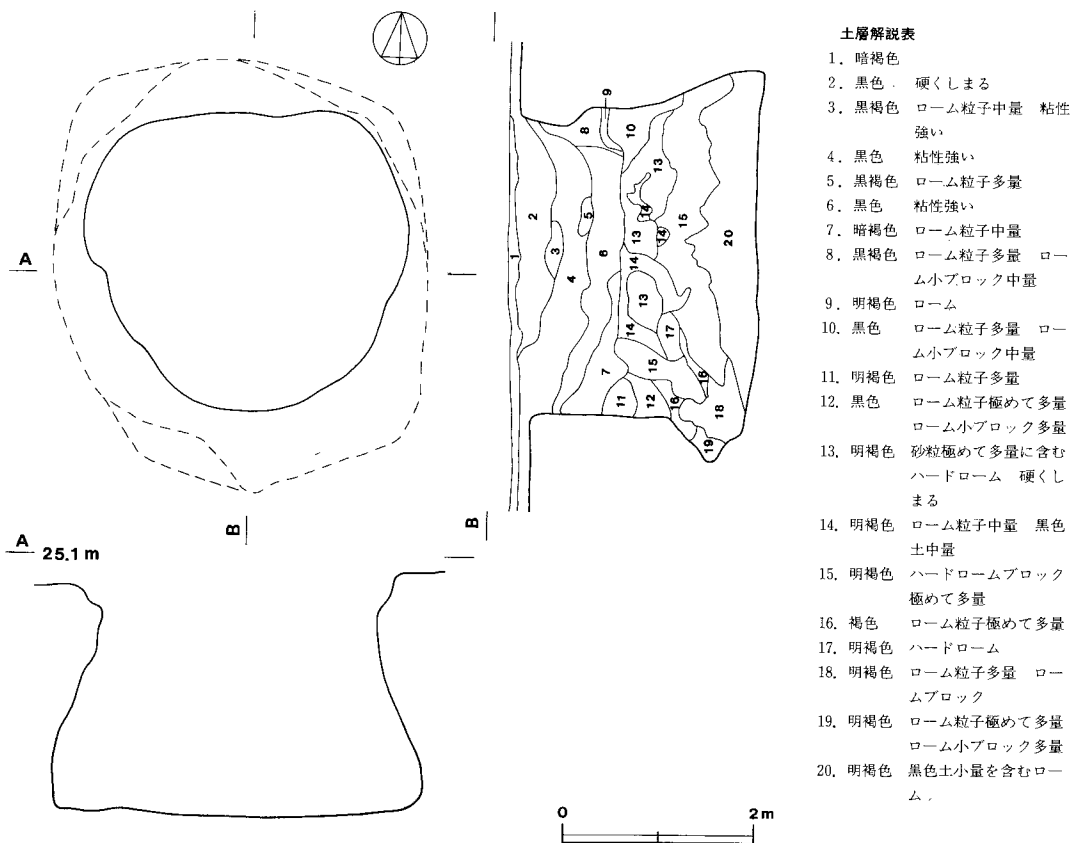 土層解説表
1. 暗褐色
2. 黒色 硬くしまる
3. 黒褐色 ローム粒子中量 粘性
強い
4. 黒色 粘性強い
5. 黒褐色 ローム粒子多量
6. 黒色 粘性強い
7. 暗褐色 ローム粒子中量
8. 黒褐色 ローム粒子多量 ロー
ム小ブロック中量
9. 明褐色 ローム
10. 黒色 ローム粒子多量 ロー
ム小ブロック中量
11. 明褐色 ローム粒子多量
12. 黒色 ローム粒子極めて多量
ローム小ブロック多量
13. 明褐色 砂粒極めて多量に含む
ハードローム 硬くし
まる
14. 明褐色 ローム粒子中量 黒色
土中量
15. 明褐色 ハードロームブロック
極めて多量
16. 褐色 ローム粒子極めて多量
17. 明褐色 ハードローム
18. 明褐色 ローム粒子多量 ロー
ムブロック
19. 明褐色 ローム粒子極めて多量
ローム小ブロック多量
20. 明褐色 黒色土小量を含むロー
ム.
A
B
B
A 25.1m
1
2
3
4
5
6
7
8
9
10
11
12
13
13
13
14
14
14
14
15
15
16
16
17
18
19
20
0 2m